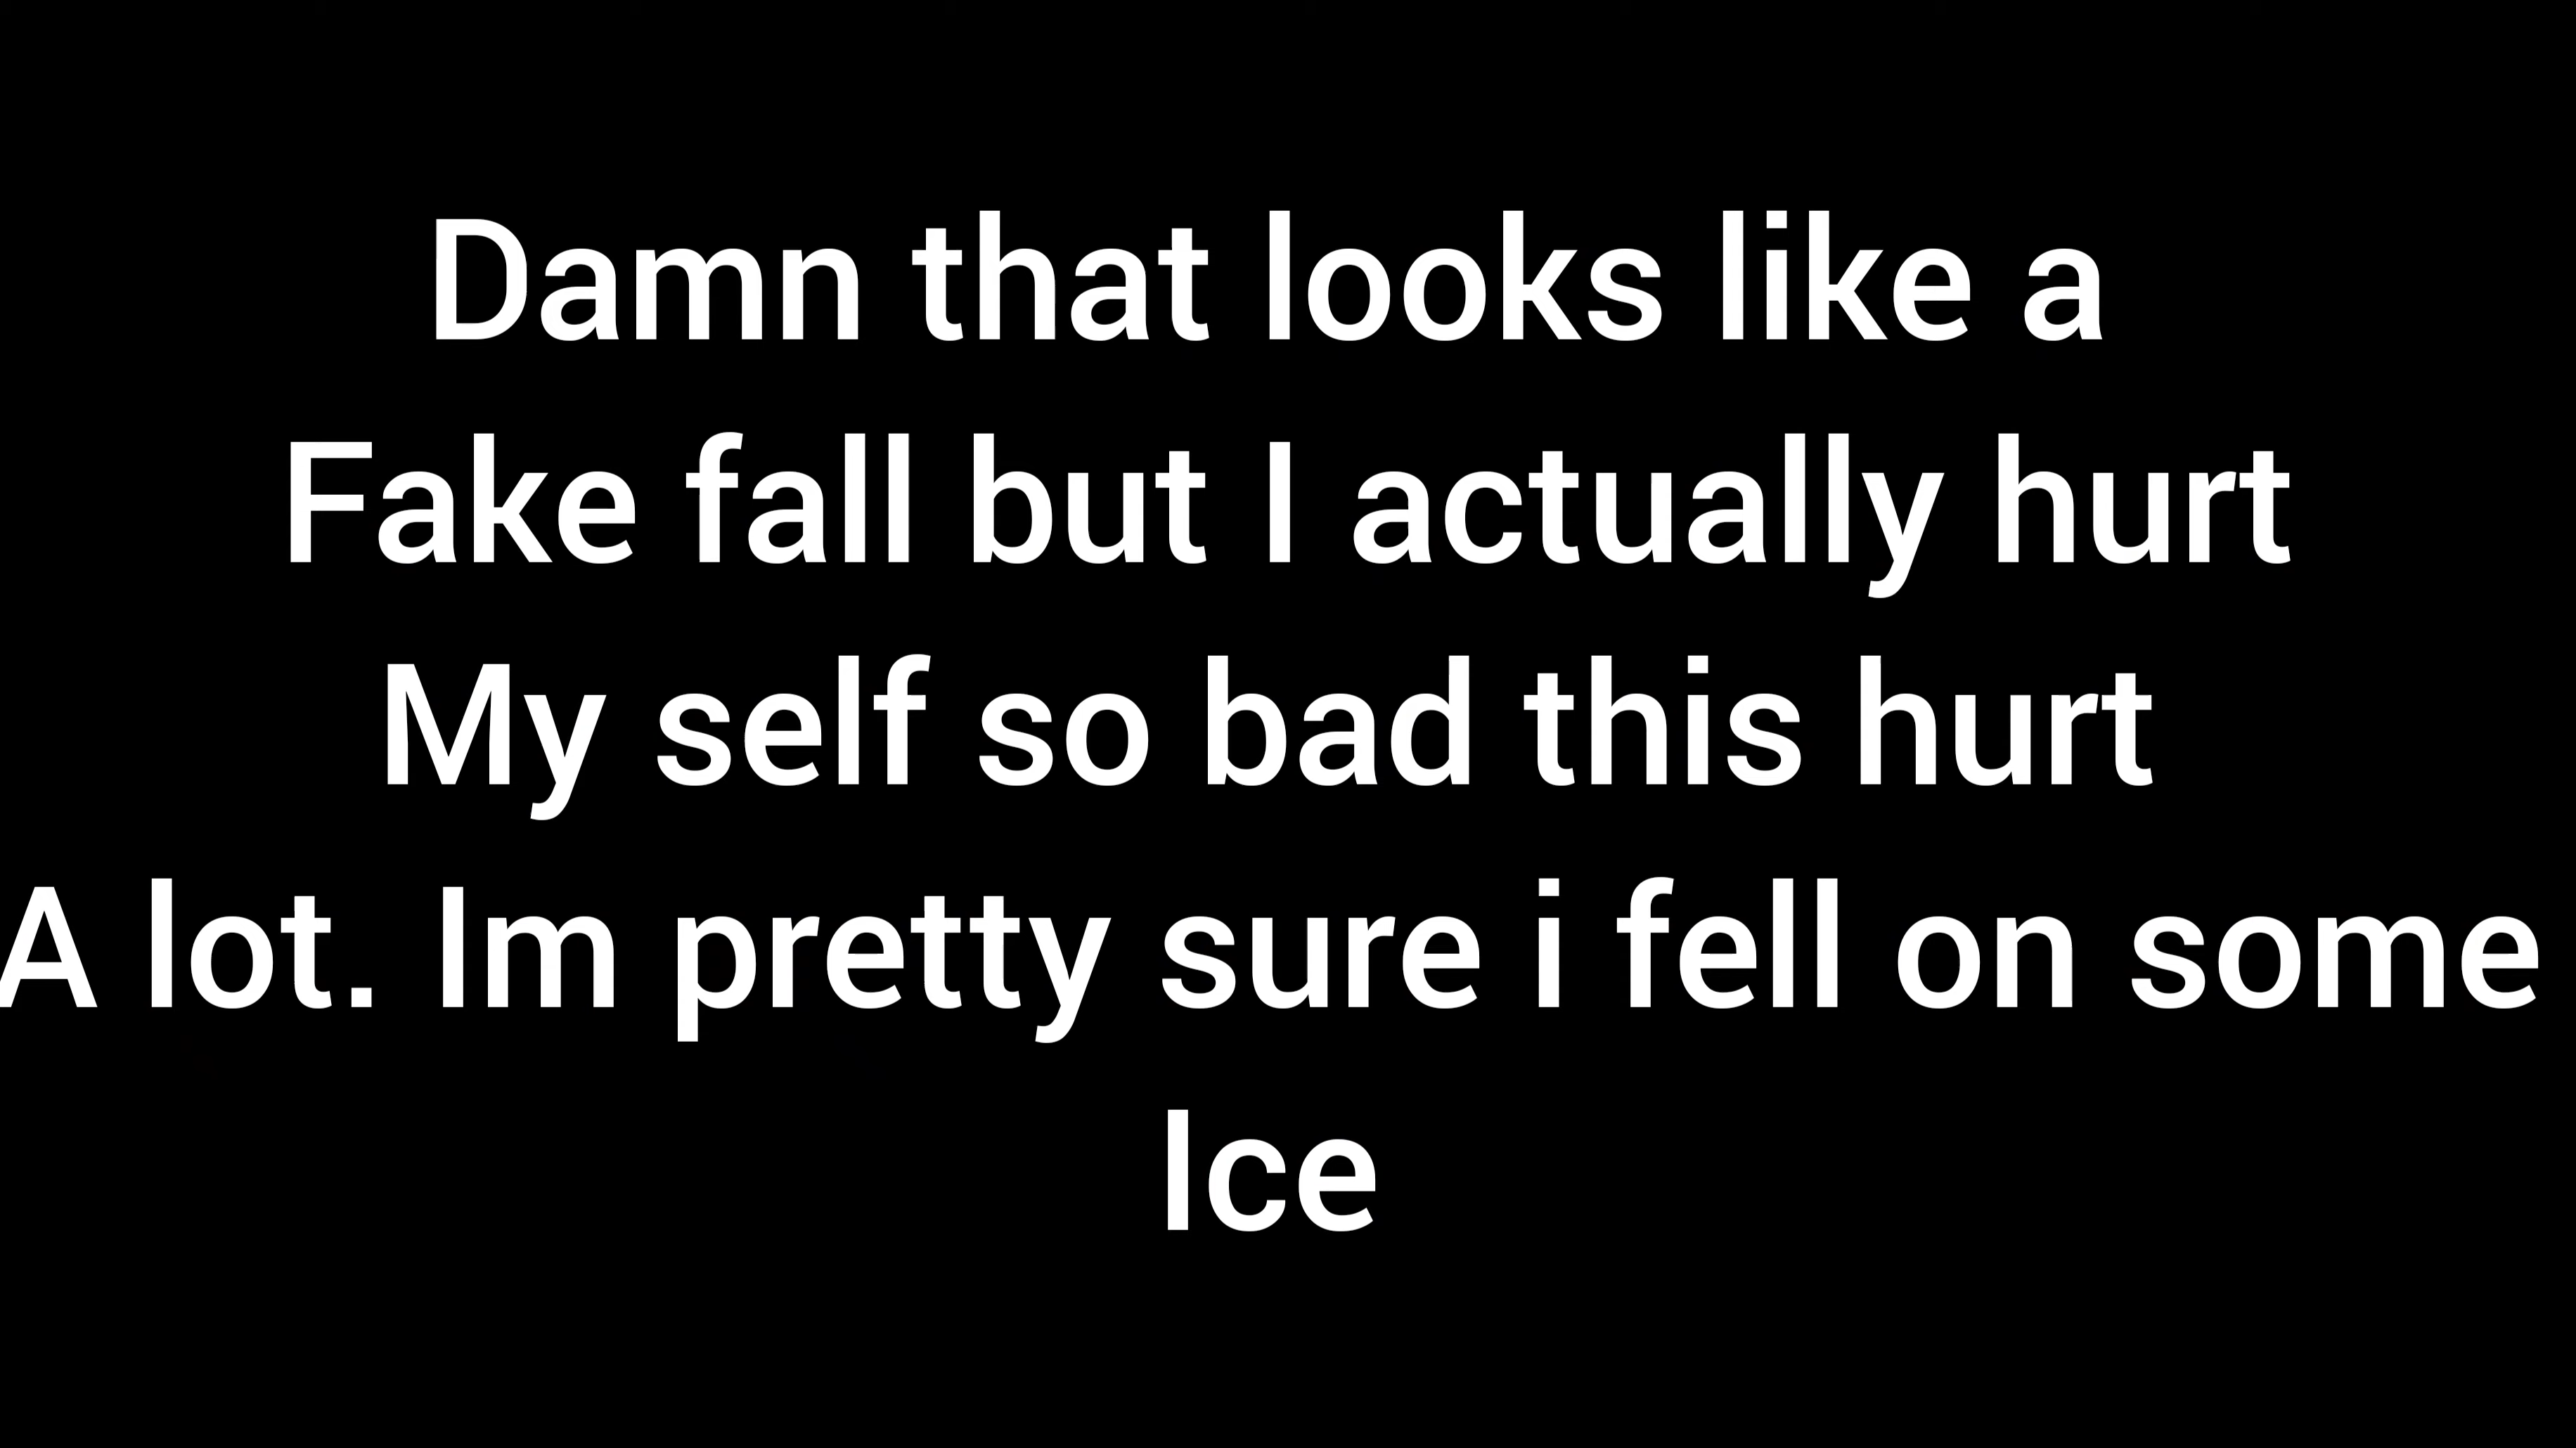 Damn that looks like a
Fake fall but I actually hurt
My self so bad this hurt
A lot. Im pretty sure i fell on some
Ice